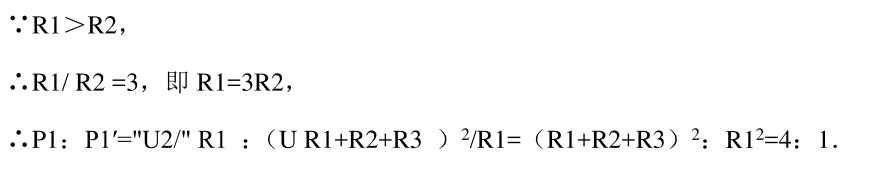 ∵R1＞R2，
∴R1/ R2 =3，即 R1=3R2，
∴P1：P1′="U2/" R1 ：（U R1+R2+R3 ）²/R1=（R1+R2+R3）²：R1²=4：1．